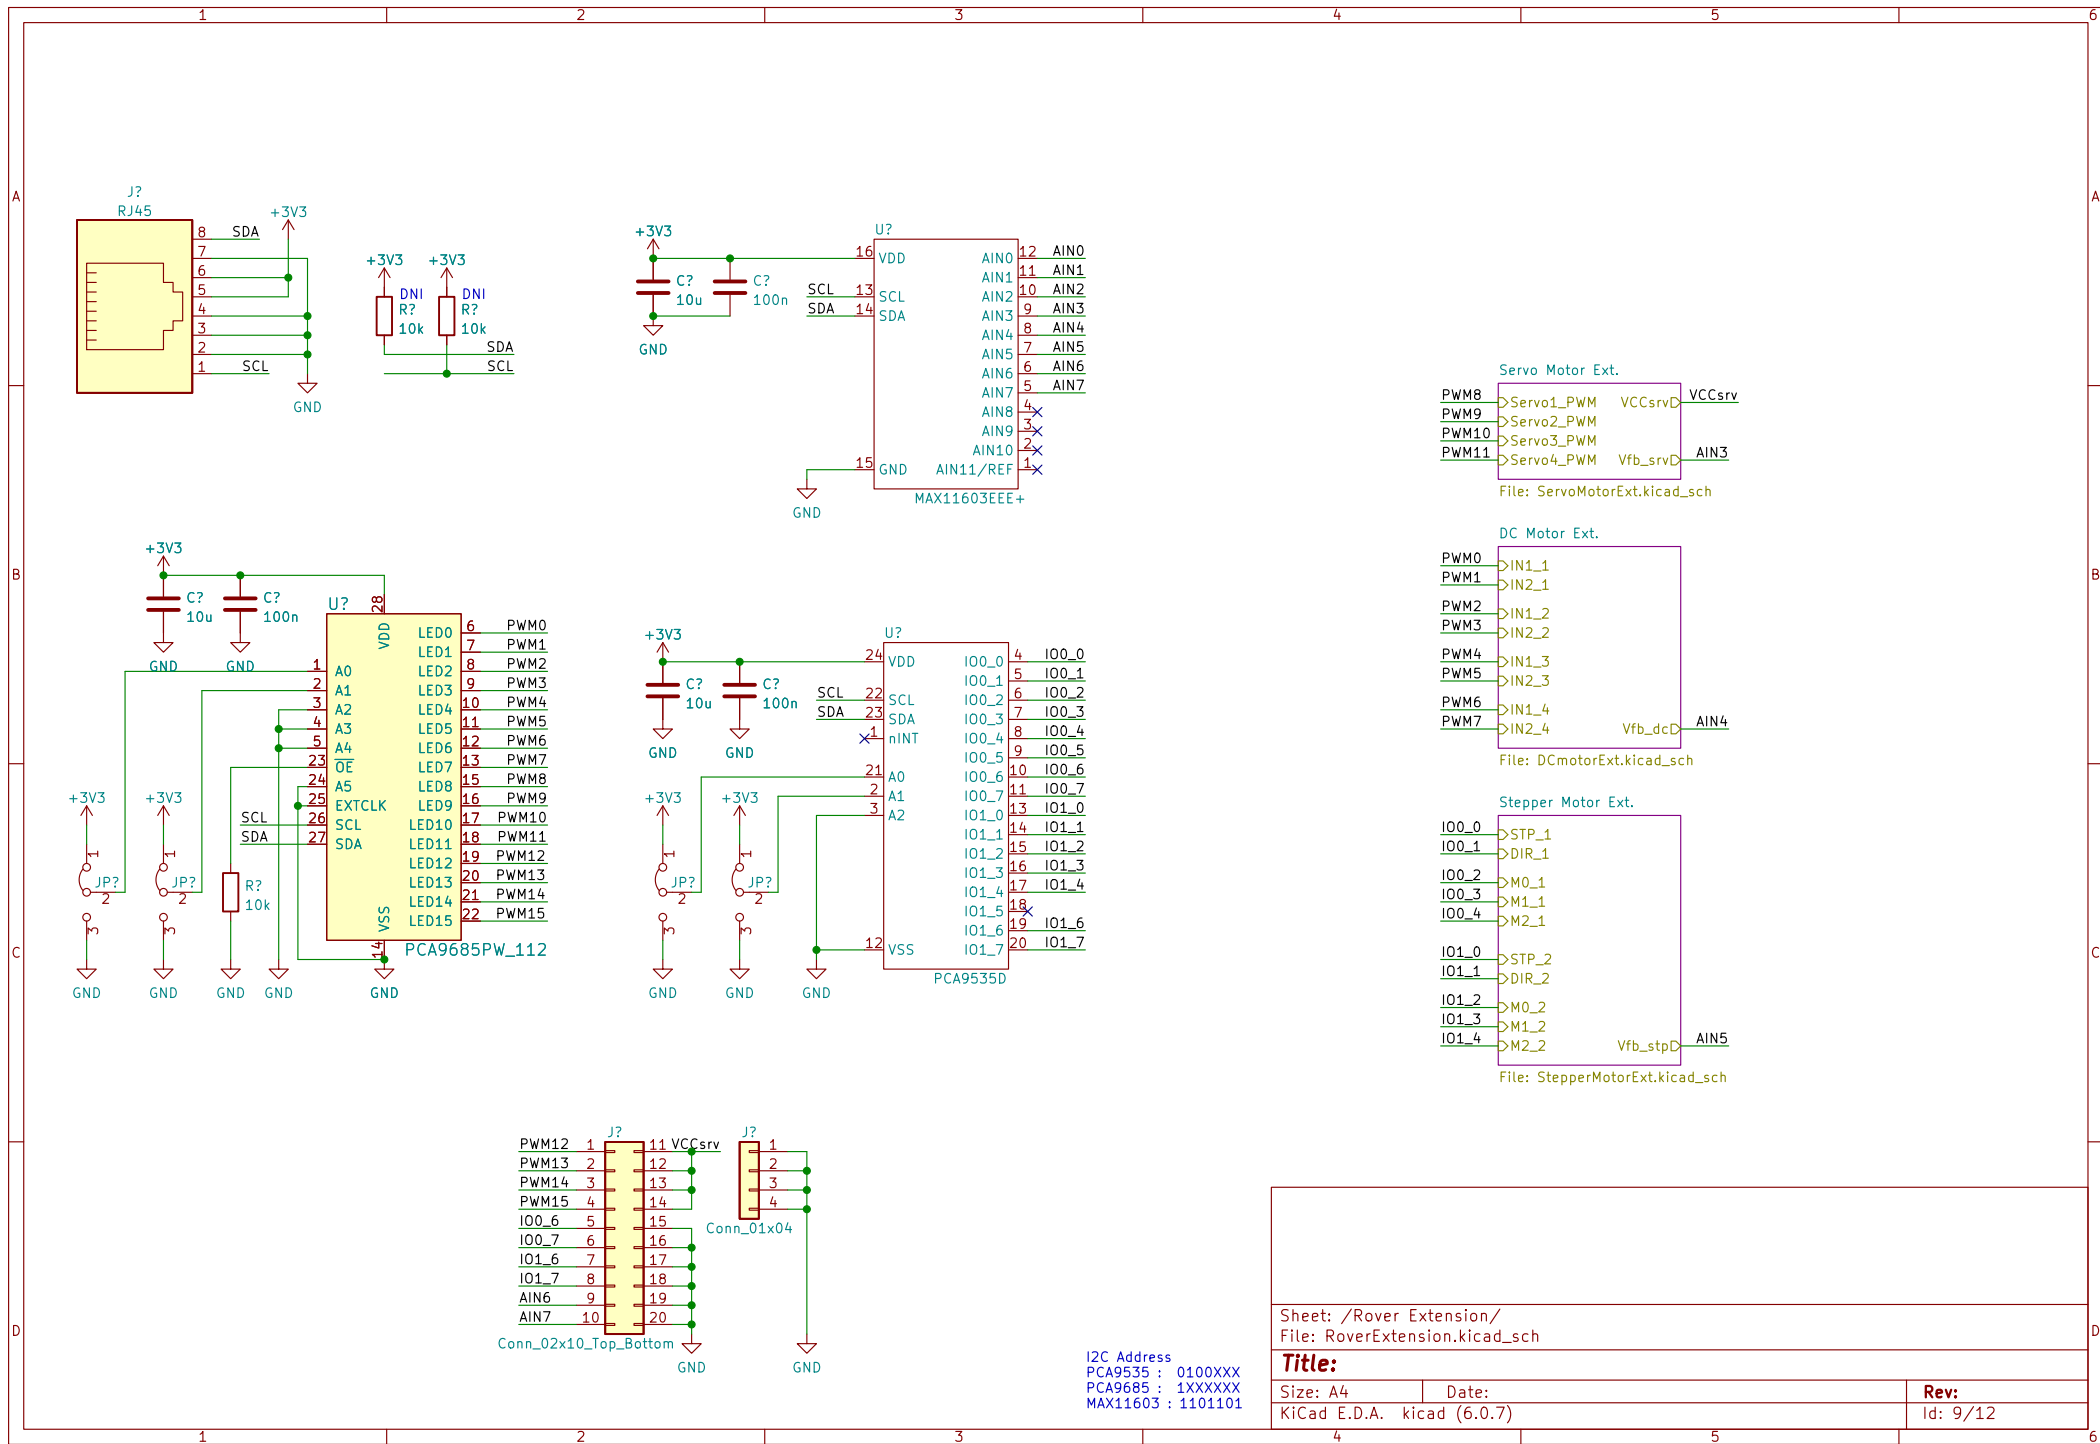 1 2 3 4 5 6
A A
J?
RJ45
8 SDA
7
6
5
4
3
2
1 SCL
+3V3
GND
+3V3 +3V3
DNI DNI
R? R?
10k 10k
SDA
SCL
+3V3
C? C?
10u 100n
GND
SCL
SDA
U?
16 VDD AIN0 12 AIN0
AIN1 11 AIN1
13 SCL AIN2 10 AIN2
14 SDA AIN3 9 AIN3
AIN4 8 AIN4
AIN5 7 AIN5
AIN6 6 AIN6
AIN7 5 AIN7
AIN8 4
AIN9 3
AIN10 2
15 GND AIN11/REF 1
MAX11603EEE+
GND
Servo Motor Ext.
PWM8 Servo1_PWM VCCsrv VCCsrv
PWM9 Servo2_PWM
PWM10 Servo3_PWM
PWM11 Servo4_PWM Vfb_srv AIN3
File: ServoMotorExt.kicad_sch
B B
DC Motor Ext.
PWM0 IN1_1
PWM1 IN2_1
PWM2 IN1_2
PWM3 IN2_2
PWM4 IN1_3
PWM5 IN2_3
PWM6 IN1_4
PWM7 IN2_4 Vfb_dc AIN4
File: DCmotorExt.kicad_sch
+3V3
C? C?
10u 100n
GND GND
U?
28
VDD
LED0 6 PWM0
LED1 7 PWM1
1 A0 LED2 8 PWM2
2 A1 LED3 9 PWM3
3 A2 LED4 10 PWM4
4 A3 LED5 11 PWM5
5 A4 LED6 12 PWM6
23 OE LED7 13 PWM7
24 A5 LED8 15 PWM8
25 EXTCLK LED9 16 PWM9
SCL 26 SCL LED10 17 PWM10
SDA 27 SDA LED11 18 PWM11
LED12 19 PWM12
LED13 20 PWM13
LED14 21 PWM14
LED15 22 PWM15
VSS
14
PCA9685PW_112
+3V3 +3V3
1 1
JP? JP?
2 2
3 3
R?
10k
GND GND GND GND GND
+3V3
C? C?
10u 100n
GND GND
U?
24 VDD IO0_0 4 IO0_0
IO0_1 5 IO0_1
SCL 22 SCL IO0_2 6 IO0_2
SDA 23 SDA IO0_3 7 IO0_3
1 nINT IO0_4 8 IO0_4
IO0_5 9 IO0_5
21 A0 IO0_6 10 IO0_6
2 A1 IO0_7 11 IO0_7
3 A2 IO1_0 13 IO1_0
IO1_1 14 IO1_1
IO1_2 15 IO1_2
IO1_3 16 IO1_3
IO1_4 17 IO1_4
IO1_5 18
IO1_6 19 IO1_6
12 VSS IO1_7 20 IO1_7
PCA9535D
+3V3 +3V3
1 1
JP? JP?
2 2
3 3
GND GND GND
C C
Stepper Motor Ext.
IO0_0 STP_1
IO0_1 DIR_1
IO0_2 M0_1
IO0_3 M1_1
IO0_4 M2_1
IO1_0 STP_2
IO1_1 DIR_2
IO1_2 M0_2
IO1_3 M1_2
IO1_4 M2_2 Vfb_stp AIN5
File: StepperMotorExt.kicad_sch
J?
PWM12 1 11 VCCsrv
PWM13 2 12
PWM14 3 13
PWM15 4 14
IO0_6 5 15
IO0_7 6 16
IO1_6 7 17
IO1_7 8 18
AIN6 9 19
AIN7 10 20
Conn_02x10_Top_Bottom
GND
J?
1
2
3
4
Conn_01x04
GND
I2C Address
PCA9535 : 0100XXX
PCA9685 : 1XXXXXX
MAX11603 : 1101101
D D
Sheet: /Rover Extension/
File: RoverExtension.kicad_sch
Title:
Size: A4 Date: Rev:
KiCad E.D.A. kicad (6.0.7) Id: 9/12
1 2 3 4 5 6